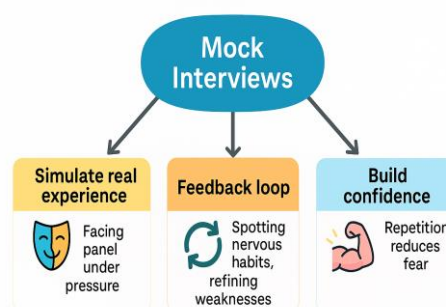 Mock
Interviews
Simulate real
experience
Facing
panel
under
pressure
Feedback loop
Spotting
nervous
habits,
refining
weaknesses
Build
confidence
Repetition
reduces
fear